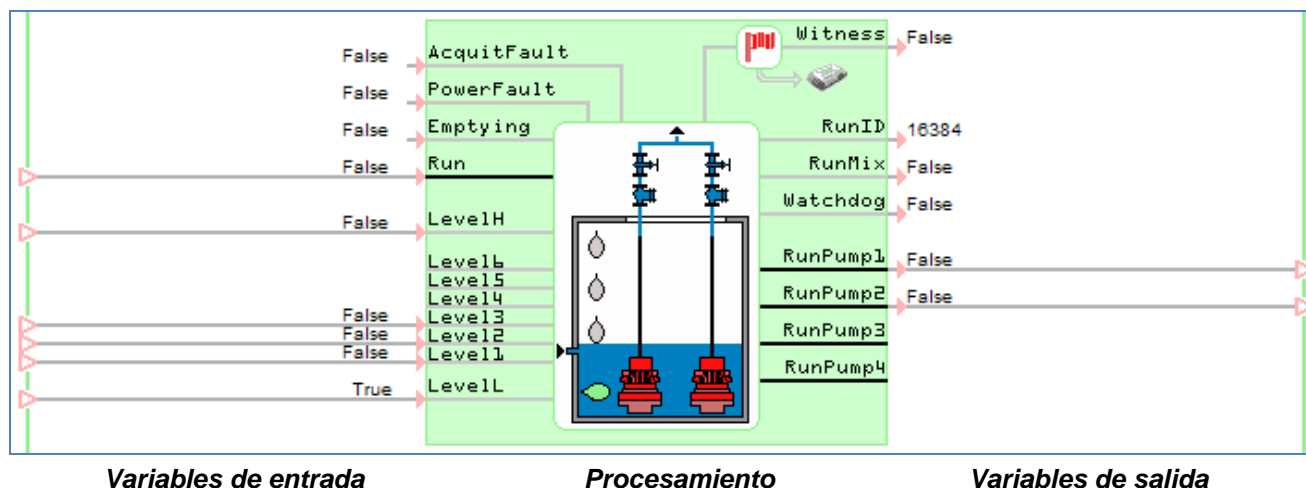 Witness False
False AcquitFault
False PowerFault
False Emptying RunID 16384
False Run RunMix False
Watchdog False
False LevelH
Level6 RunPump1 False
Level5
Level4 RunPump2 False
False Level3
False Level2 RunPump3
False Level1
RunPump4
True LevelL
Variables de entrada Procesamiento Variables de salida